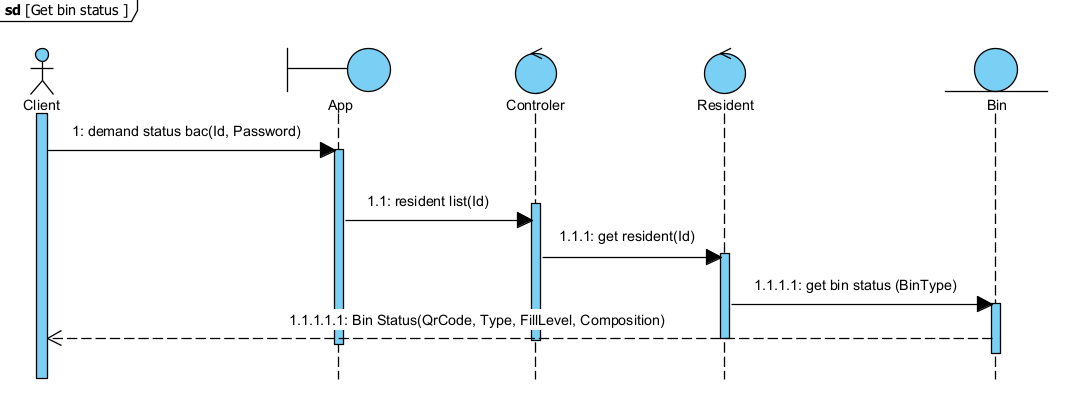 sd [Get bin status ]
Client
App
Controler
Resident
Bin
1: demand status bac(Id, Password)
1.1: resident list(Id)
1.1.1: get resident(Id)
1.1.1.1: get bin status (BinType)
1.1.1.1.1: Bin Status(QrCode, Type, FillLevel, Composition)